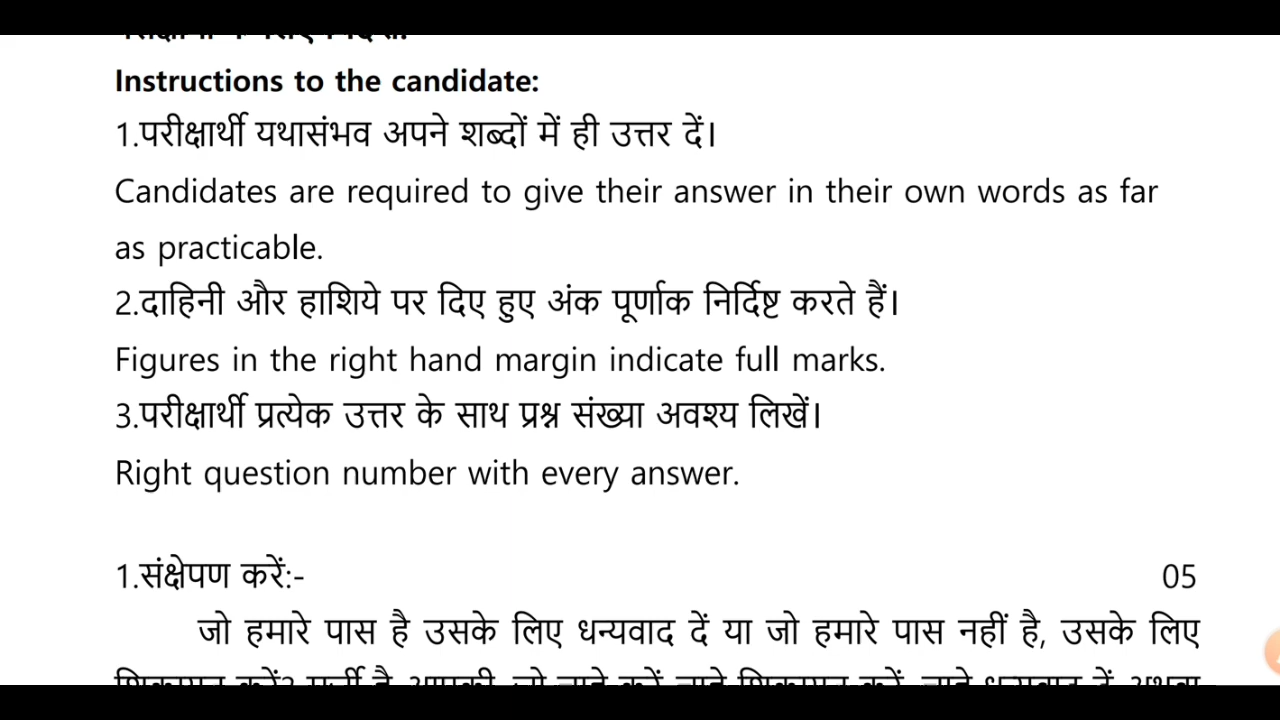 Instructions to the candidate:
1.परीक्षार्थी यथासंभव अपने शब्दों में ही उत्तर दें।
Candidates are required to give their answer in their own words as far
as practicable.
2.दाहिनी और हाशिये पर दिए हुए अंक पूर्णाक निर्दिष्ट करते हैं।
Figures in the right hand margin indicate full marks.
3.परीक्षार्थी प्रत्येक उत्तर के साथ प्रश्न संख्या अवश्य लिखें।
Right question number with every answer.
1.संक्षेपण करें:- 05
जो हमारे पास है उसके लिए धन्यवाद दें या जो हमारे पास नहीं है, उसके लिए